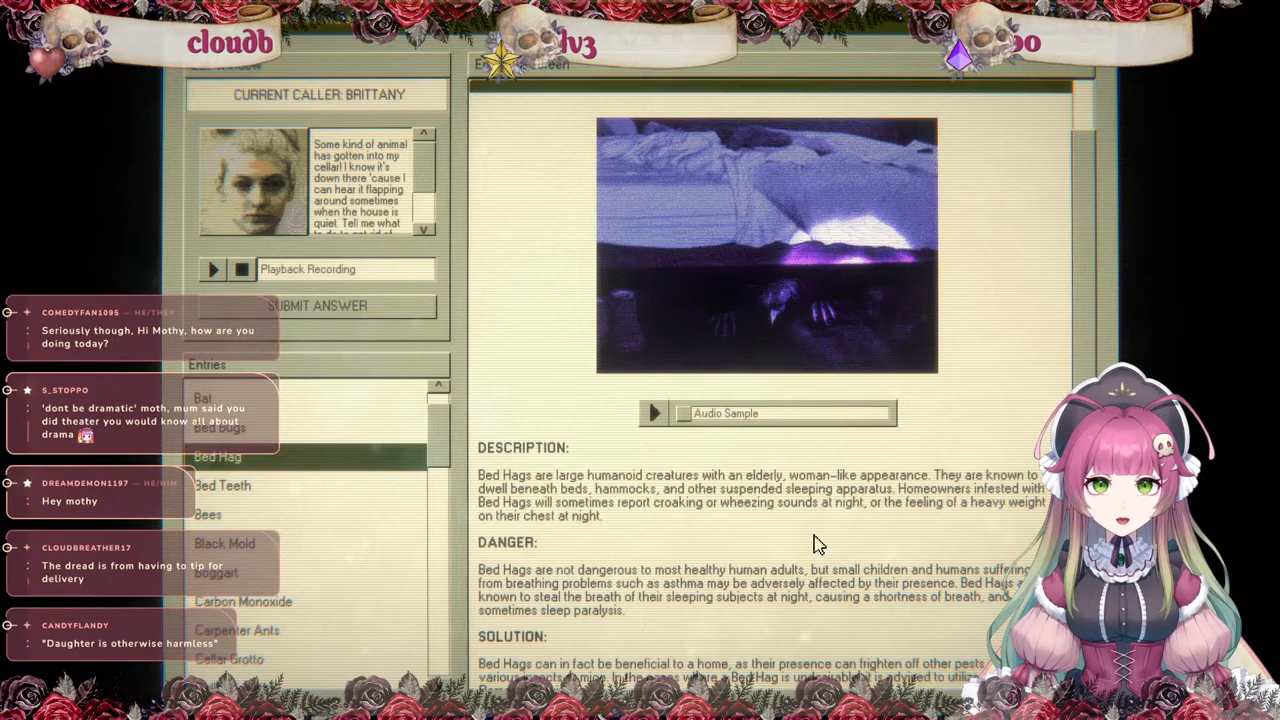 cloudb
lv3
CURRENT CALLER: BRITTANY
Some kind of animal
has gotten into my
cellar! I know it's
down there 'cause I
can hear it flapping
around sometimes
when the house is
quiet. Tell me what
Playback Recording
SUBMIT ANSWER
Entries
Bat
Bed Bugs
Bed Hag
Bed Teeth
Bees
Black Mold
Boggart
Carbon Monoxide
Carpenter Ants
Cellar Grotto
COMEDYFAN1095 — HE/THEY
Seriously though, Hi Mothy, how are you
doing today?
S_STOPPO
'dont be dramatic' moth, mum said you
did theater you would know all about
drama
DREAMDEMON1197 — HE/HIM
Hey mothy
CLOUDBREATHER17
The dread is from having to tip for
delivery
CANDYFLANDY
"Daughter is otherwise harmless"
Audio Sample
DESCRIPTION:
Bed Hags are large humanoid creatures with an elderly, woman-like appearance. They are known to
dwell beneath beds, hammocks, and other suspended sleeping apparatus. Homeowners infested with
Bed Hags will sometimes report croaking or wheezing sounds at night, or the feeling of a heavy weight
on their chest at night.
DANGER:
Bed Hags are not dangerous to most healthy human adults, but small children and humans suffering
from breathing problems such as asthma may be adversely affected by their presence. Bed Hags
known to steal the breath of their sleeping subjects at night, causing a shortness of breath, and
sometimes sleep paralysis.
SOLUTION:
Bed Hags can in fact be beneficial to a home, as their presence can frighten off other pests